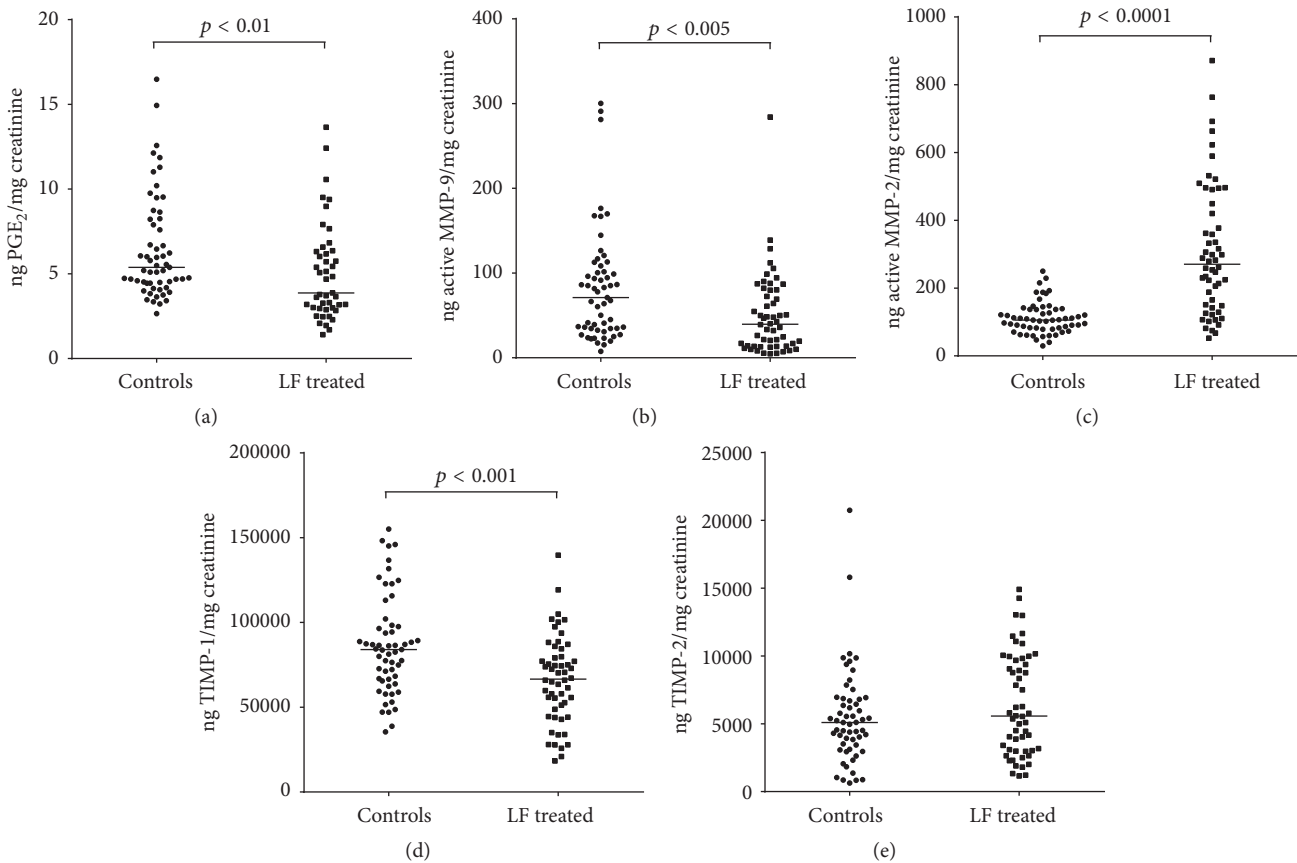 ng PGE₂/mg creatinine
20
15
10
5
0
p < 0.01
Controls
LF treated
(a)
ng active MMP-9/mg creatinine
400
300
200
100
0
p < 0.005
Controls
LF treated
(b)
ng active MMP-2/mg creatinine
1000
800
600
400
200
0
p < 0.0001
Controls
LF treated
(c)
ng TIMP-1/mg creatinine
200000
150000
100000
50000
0
p < 0.001
Controls
LF treated
(d)
ng TIMP-2/mg creatinine
25000
20000
15000
10000
5000
0
Controls
LF treated
(e)